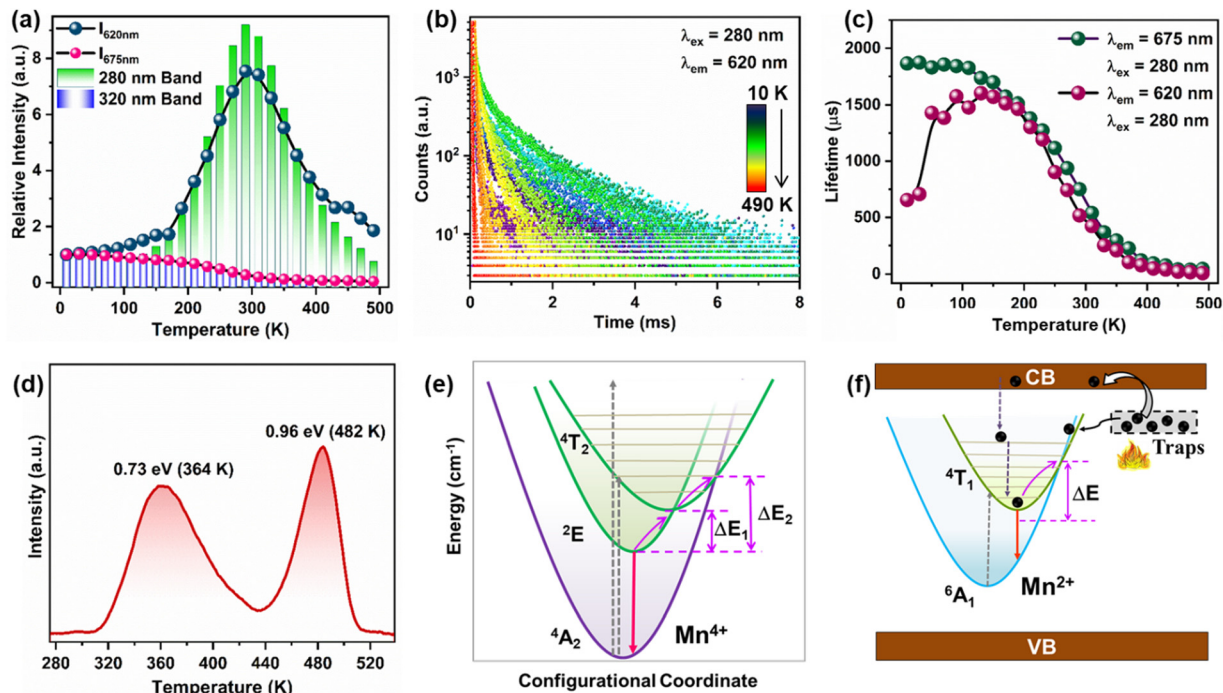 (a)
I620nm
I675nm
280 nm Band
320 nm Band
Relative Intensity (a.u.)
8
6
4
2
0
0 100 200 300 400 500
Temperature (K)
(b)
λex = 280 nm
λem = 620 nm
10 K
490 K
Counts (a.u.)
10³
10²
10¹
0 2 4 6 8
Time (ms)
(c)
λem = 675 nm
λex = 280 nm
λem = 620 nm
λex = 280 nm
Lifetime (µs)
2000
1500
1000
500
0
0 100 200 300 400 500
Temperature (K)
(d)
0.96 eV (482 K)
0.73 eV (364 K)
Intensity (a.u.)
280 360 440 520
Temperature (K)
(e)
⁴T₂
²E
ΔE₁
ΔE₂
⁴A₂
Mn⁴⁺
Energy (cm⁻¹)
Configurational Coordinate
(f)
CB
Traps
⁴T₁
ΔE
Mn²⁺
⁶A₁
VB